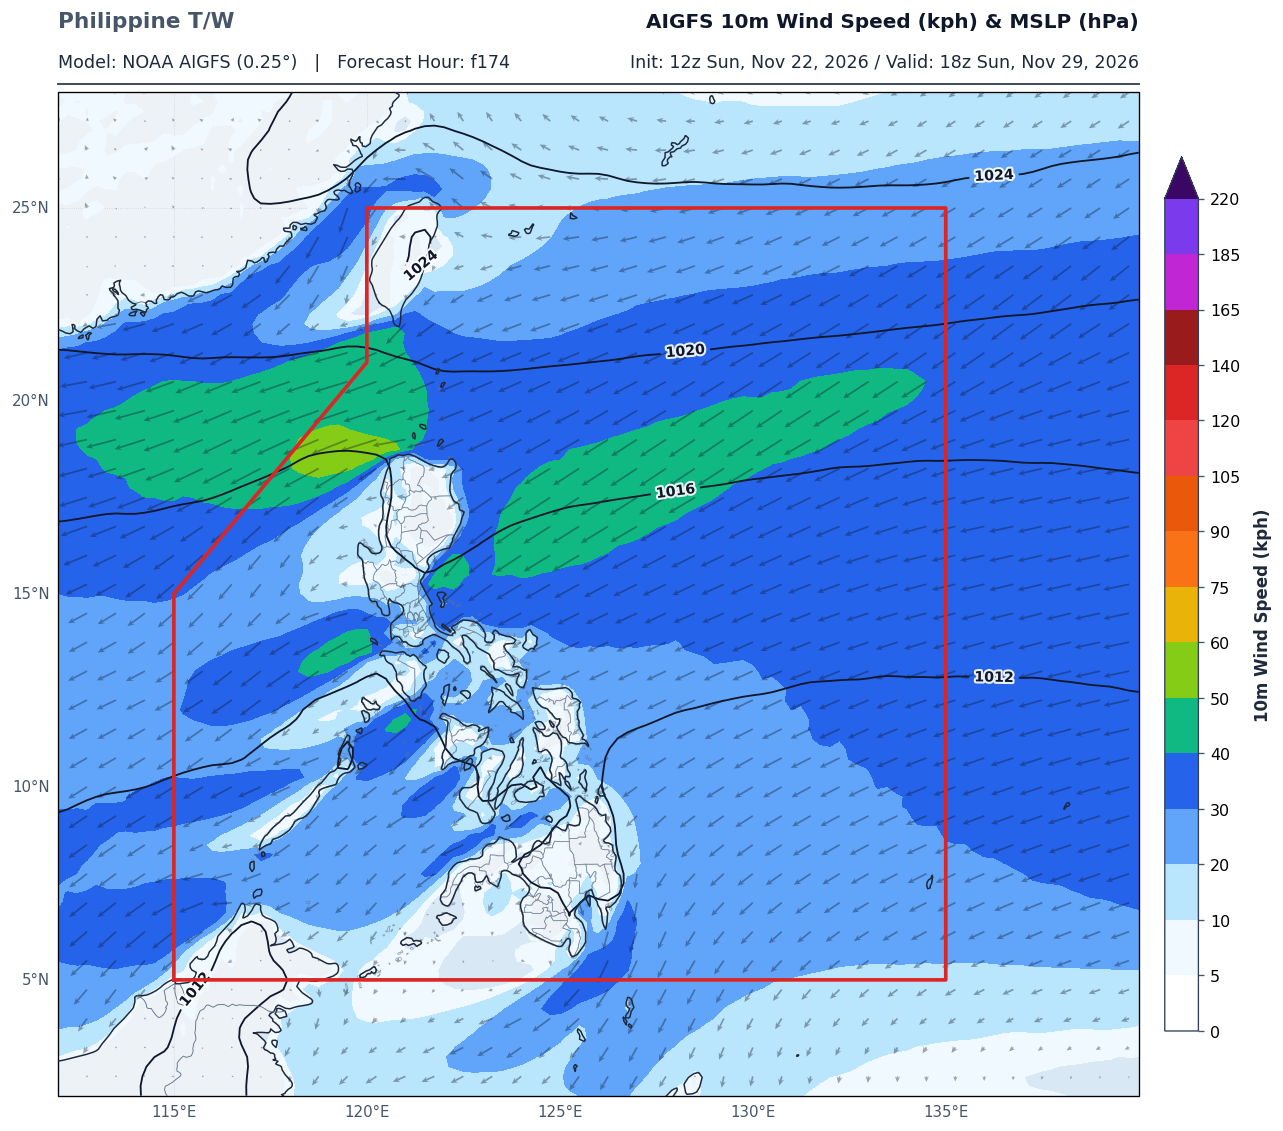 Philippine T/W
AIGFS 10m Wind Speed (kph) & MSLP (hPa)
Model: NOAA AIGFS (0.25°) | Forecast Hour: f174
Init: 12z Sun, Nov 22, 2026 / Valid: 18z Sun, Nov 29, 2026
1024
1024
1020
1016
1012
1012
25°N
20°N
15°N
10°N
5°N
115°E
120°E
125°E
130°E
135°E
220
185
165
140
120
105
90
75
60
50
40
30
20
10
5
0
10m Wind Speed (kph)